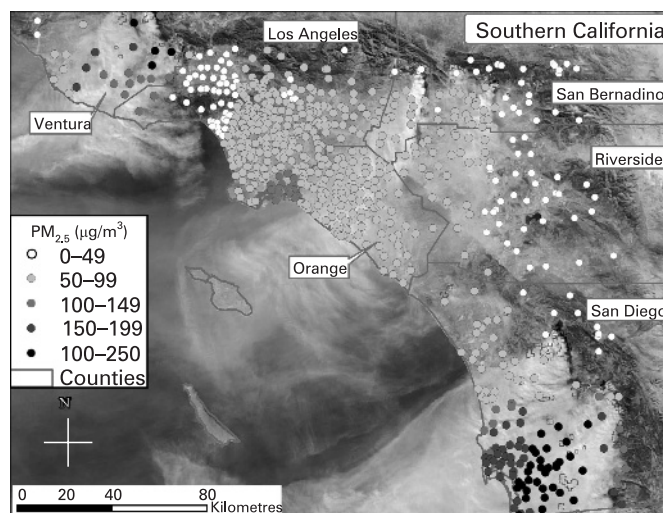 Southern California
Los Angeles
San Bernadino
Ventura
Riverside
Orange
San Diego
PM2.5 (μg/m³)
0–49
50–99
100–149
150–199
100–250
Counties
N
0 20 40 80
Kilometres